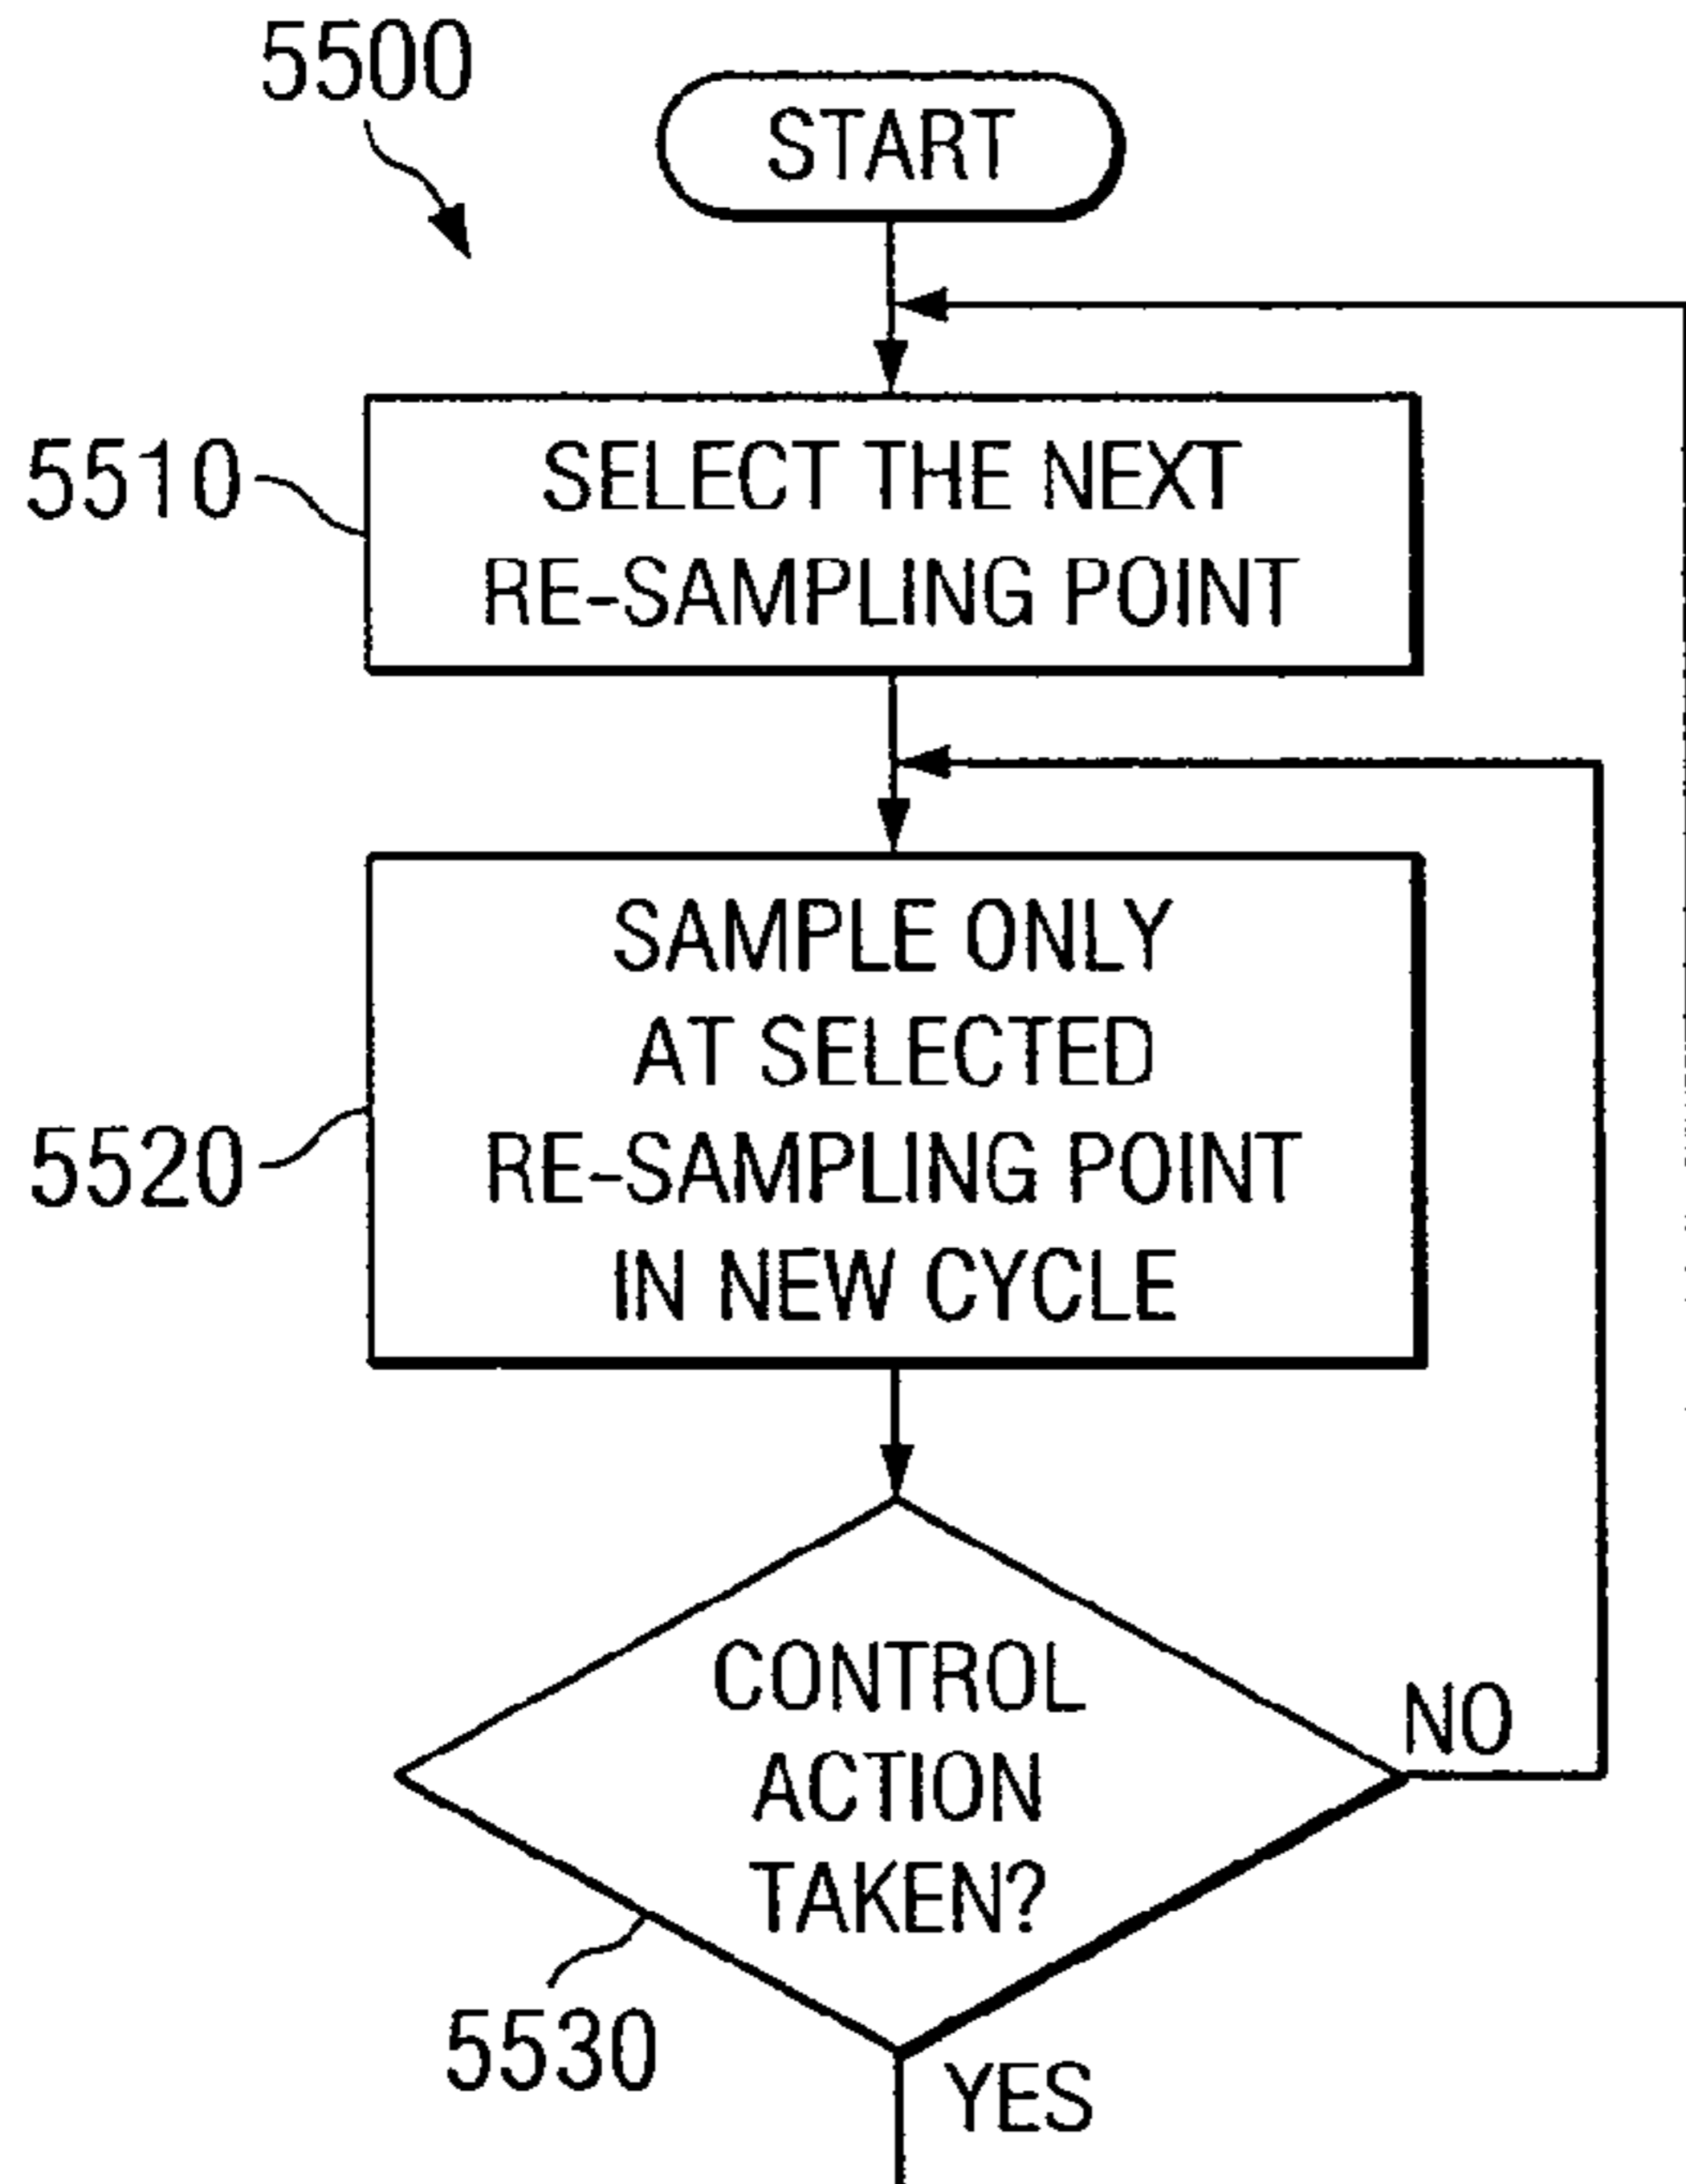 5500
START
5510
SELECT THE NEXT
RE-SAMPLING POINT
SAMPLE ONLY
AT SELECTED
RE-SAMPLING POINT
IN NEW CYCLE
5520
CONTROL
ACTION
TAKEN?
NO
5530
YES